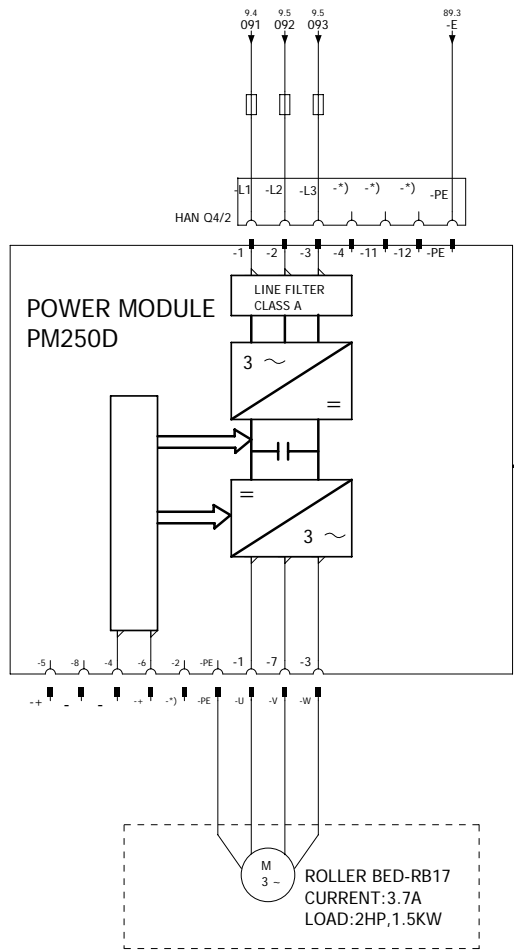 9.4 9.5 9.5 89.3
091 092 093 -E
-L1 -L2 -L3 -*) -*) -*) -PE
HAN Q4/2
-1 -2 -3 -4 -11 -12 -PE
LINE FILTER
CLASS A
POWER MODULE
PM250D
3 ~
=
=
3 ~
-5 -8 -4 -6 -2 -PE -1 -7 -3
-+ - - -+ -*) -PE -U -V -W
M
3 ~
ROLLER BED-RB17
CURRENT:3.7A
LOAD:2HP,1.5KW